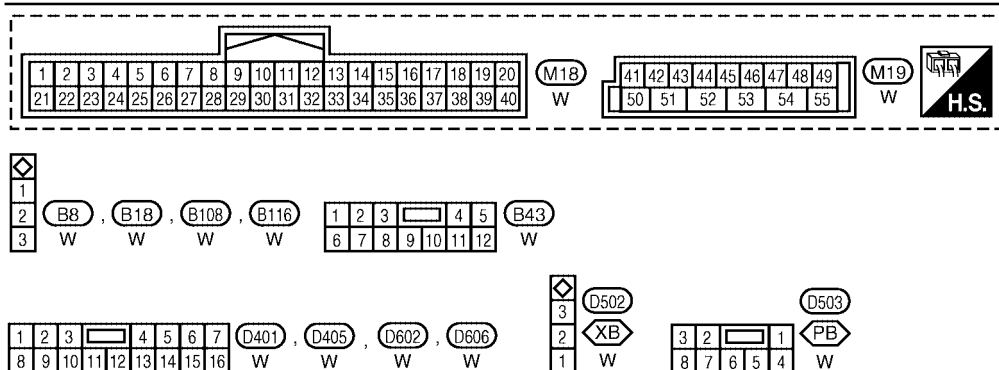 1 2 3 4 5 6 7 8 9 10 11 12 13 14 15 16 17 18 19 20
21 22 23 24 25 26 27 28 29 30 31 32 33 34 35 36 37 38 39 40
M18
W
41 42 43 44 45 46 47 48 49
50 51 52 53 54 55
M19
W
H.S.
1
2
3
B8 , B18 , B108 , B116
W W W W
1 2 3 4 5
6 7 8 9 10 11 12
B43
W
1 2 3 4 5 6 7
8 9 10 11 12 13 14 15 16
D401 , D405 , D602 , D606
W W W W
3
2
1
D502
XB
W
3 2 1
8 7 6 5 4
D503
PB
W